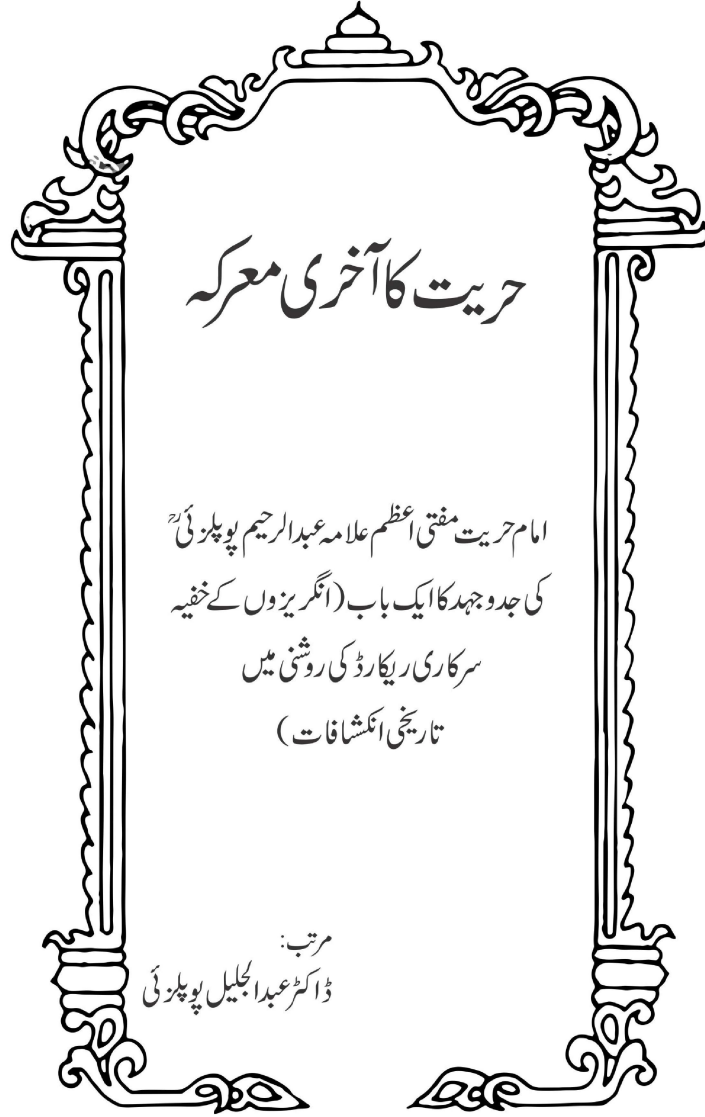 حریت کا آخری معرکہ
امام حریت مفتی اعظم علامہ عبدالرحیم پوپلزئیؒ
کی جدوجہد کا ایک باب (انگریزوں کے خفیہ
سرکاری ریکارڈ کی روشنی میں
تاریخی انکشافات)
مرتب:
ڈاکٹر عبدالجلیل پوپلزئی